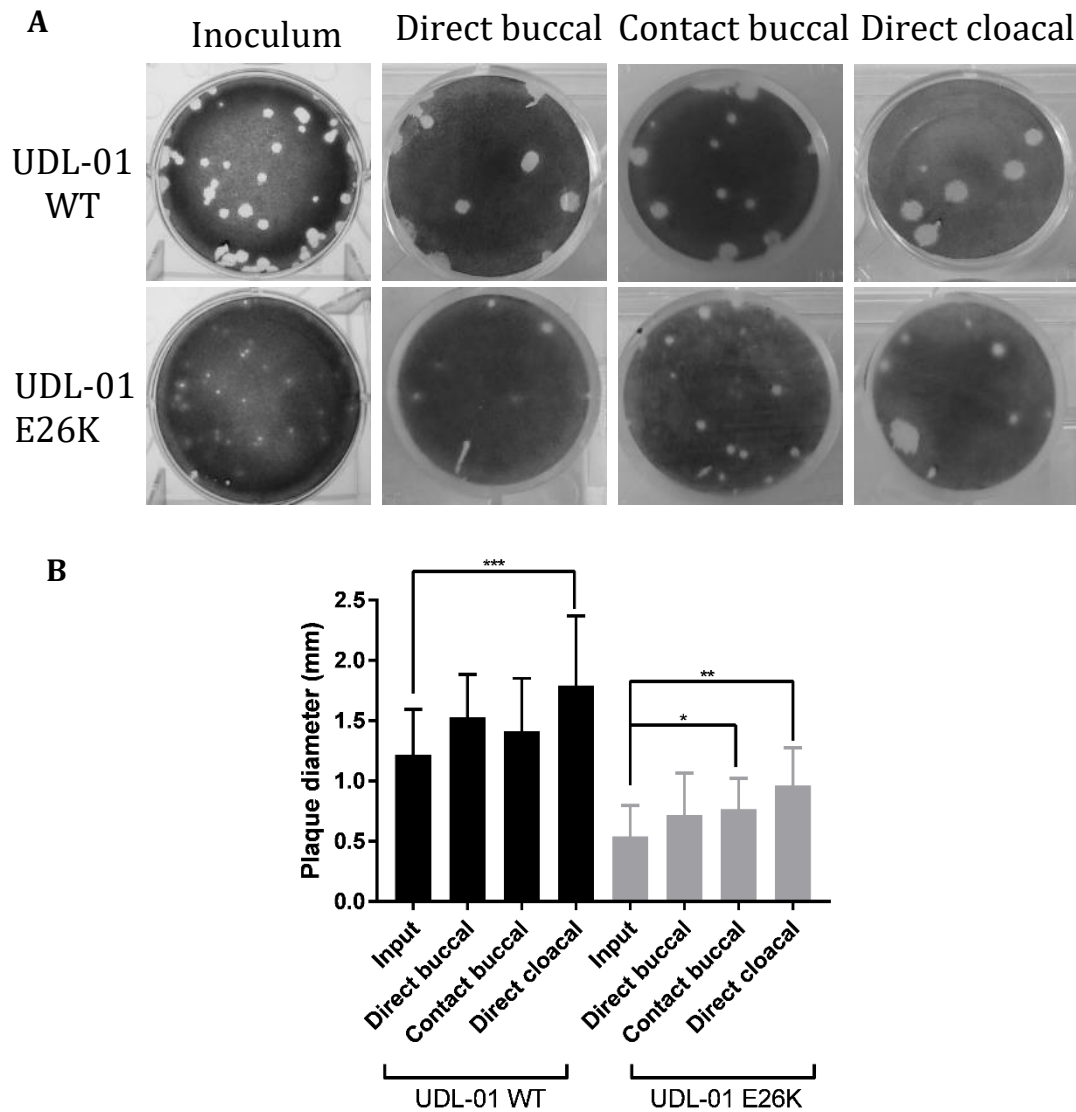 A
Inoculum Direct buccal Contact buccal Direct cloacal
UDL-01
WT
UDL-01
E26K
B
***
**
*
Plaque diameter (mm)
2.5
2.0
1.5
1.0
0.5
0.0
Input
Direct buccal
Contact buccal
Direct cloacal
Input
Direct buccal
Contact buccal
Direct cloacal
UDL-01 WT UDL-01 E26K